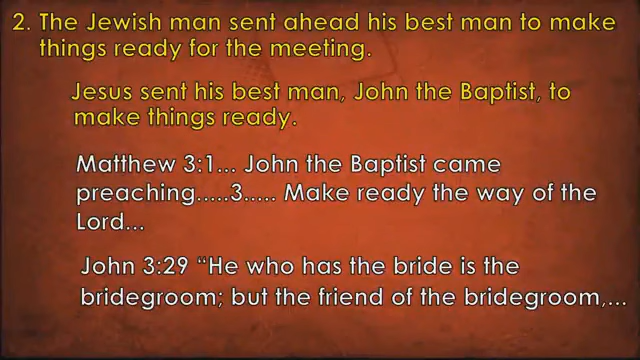 2. The Jewish man sent ahead his best man to make
things ready for the meeting.
Jesus sent his best man, John the Baptist, to
make things ready.
Matthew 3:1... John the Baptist came
preaching.....3..... Make ready the way of the
Lord...
John 3:29 “He who has the bride is the
bridegroom; but the friend of the bridegroom,...